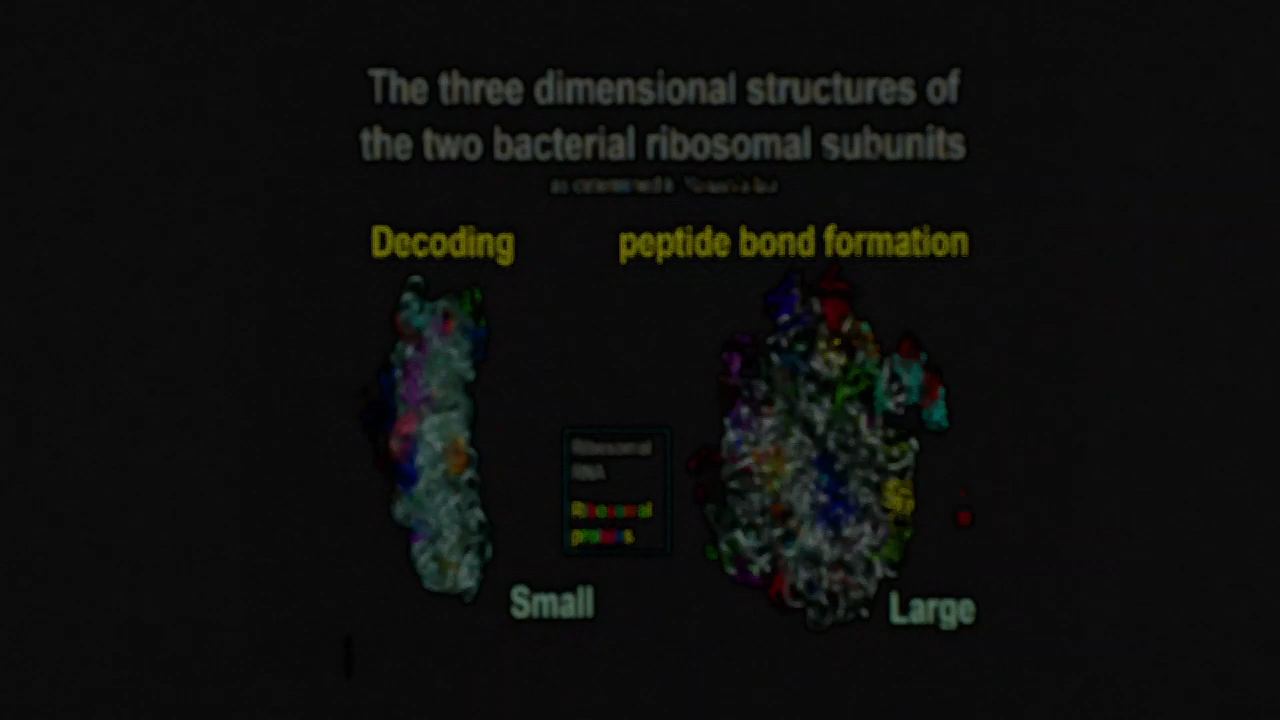 The three dimensional structures of
the two bacterial ribosomal subunits
Decoding
peptide bond formation
Ribosomal
RNA
Ribosomal
proteins
Small
Large